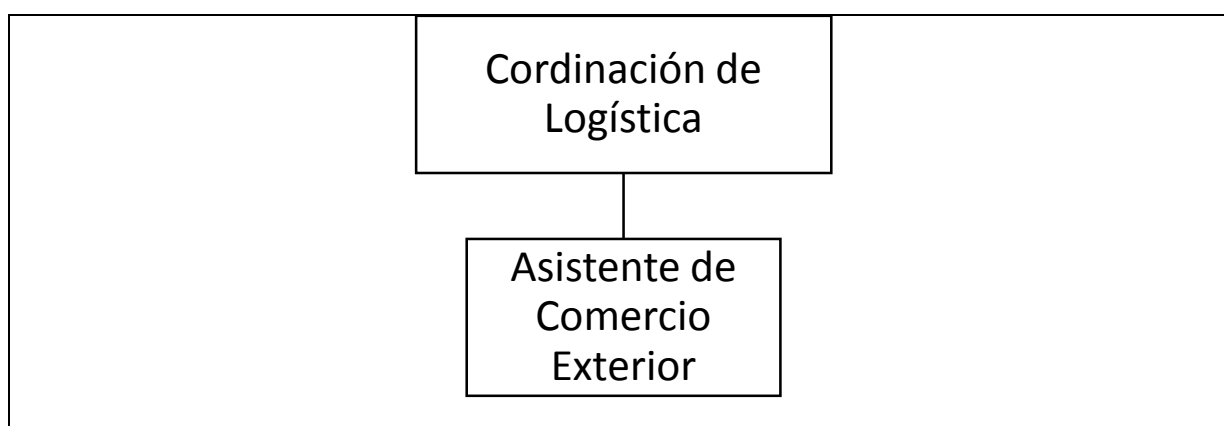 Cordinación de
Logística
Asistente de
Comercio
Exterior